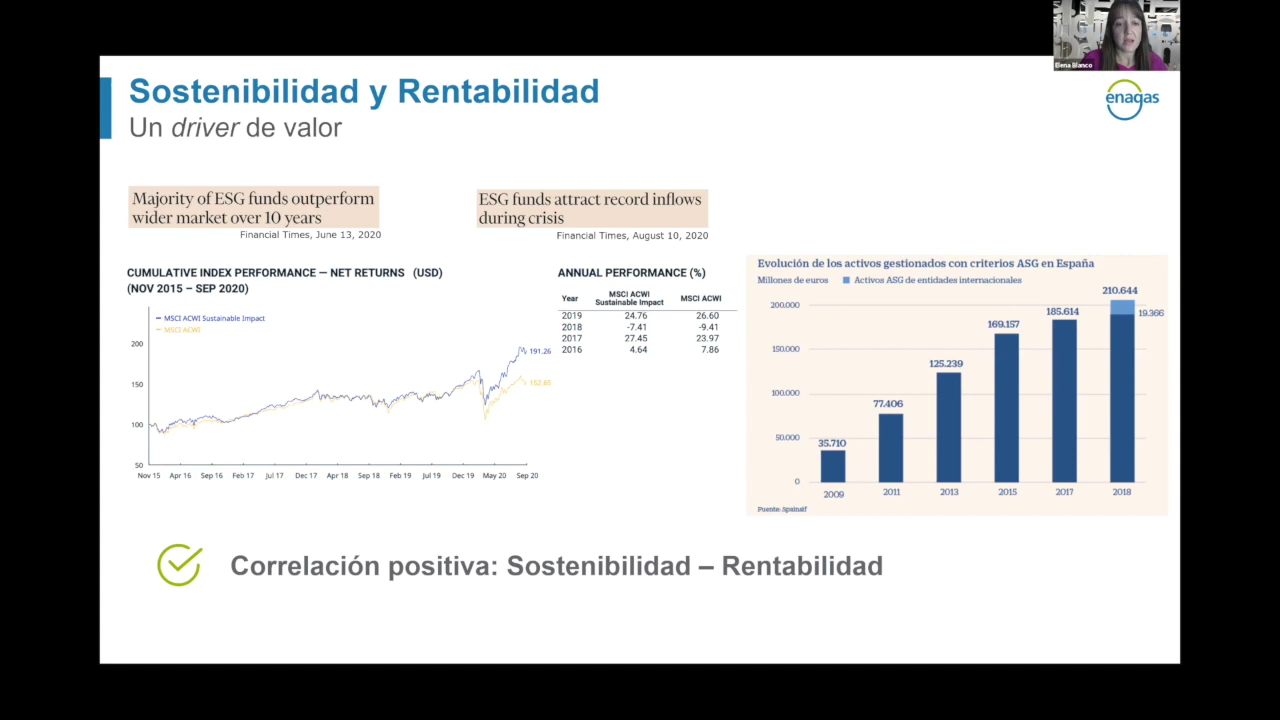 Elena Blanco
Sostenibilidad y Rentabilidad
Un driver de valor
enagas
Majority of ESG funds outperform
wider market over 10 years
Financial Times, June 13, 2020
ESG funds attract record inflows
during crisis
Financial Times, August 10, 2020
CUMULATIVE INDEX PERFORMANCE — NET RETURNS (USD)
(NOV 2015 – SEP 2020)
MSCI ACWI Sustainable Impact
MSCI ACWI
200
150
100
50
191.26
152.65
Nov 15 Apr 16 Sep 16 Feb 17 Jul 17 Dec 17 Apr 18 Sep 18 Feb 19 Jul 19 Dec 19 May 20 Sep 20
ANNUAL PERFORMANCE (%)
Year MSCI ACWI Sustainable Impact MSCI ACWI
2019 24.76 26.60
2018 -7.41 -9.41
2017 27.45 23.97
2016 4.64 7.86
Evolución de los activos gestionados con criterios ASG en España
Millones de euros Activos ASG de entidades internacionales
200.000
150.000
100.000
50.000
0
35.710
77.406
125.239
169.157
185.614
210.644
19.366
2009 2011 2013 2015 2017 2018
Fuente: Spainsif
Correlación positiva: Sostenibilidad – Rentabilidad